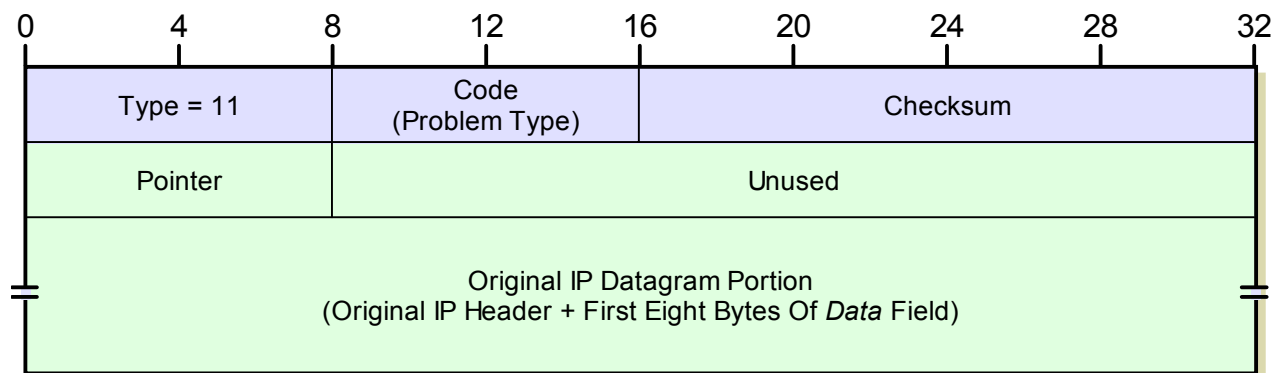 0 4 8 12 16 20 24 28 32
Type = 11
Code
(Problem Type)
Checksum
Pointer
Unused
Original IP Datagram Portion
(Original IP Header + First Eight Bytes Of Data Field)